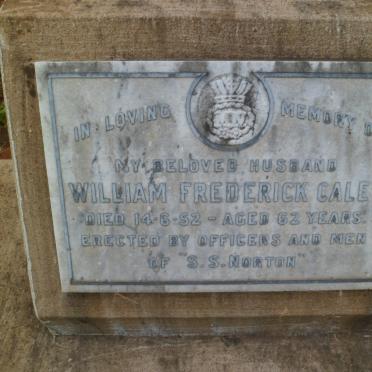 IN LOVING MEMORY O
MY BELOVED HUSBAND
WILLIAM FREDERICK CALE
DIED 14-6-52 - AGED 62 YEARS.
ERECTED BY OFFICERS AND MEN
OF "S.S. NORTON"